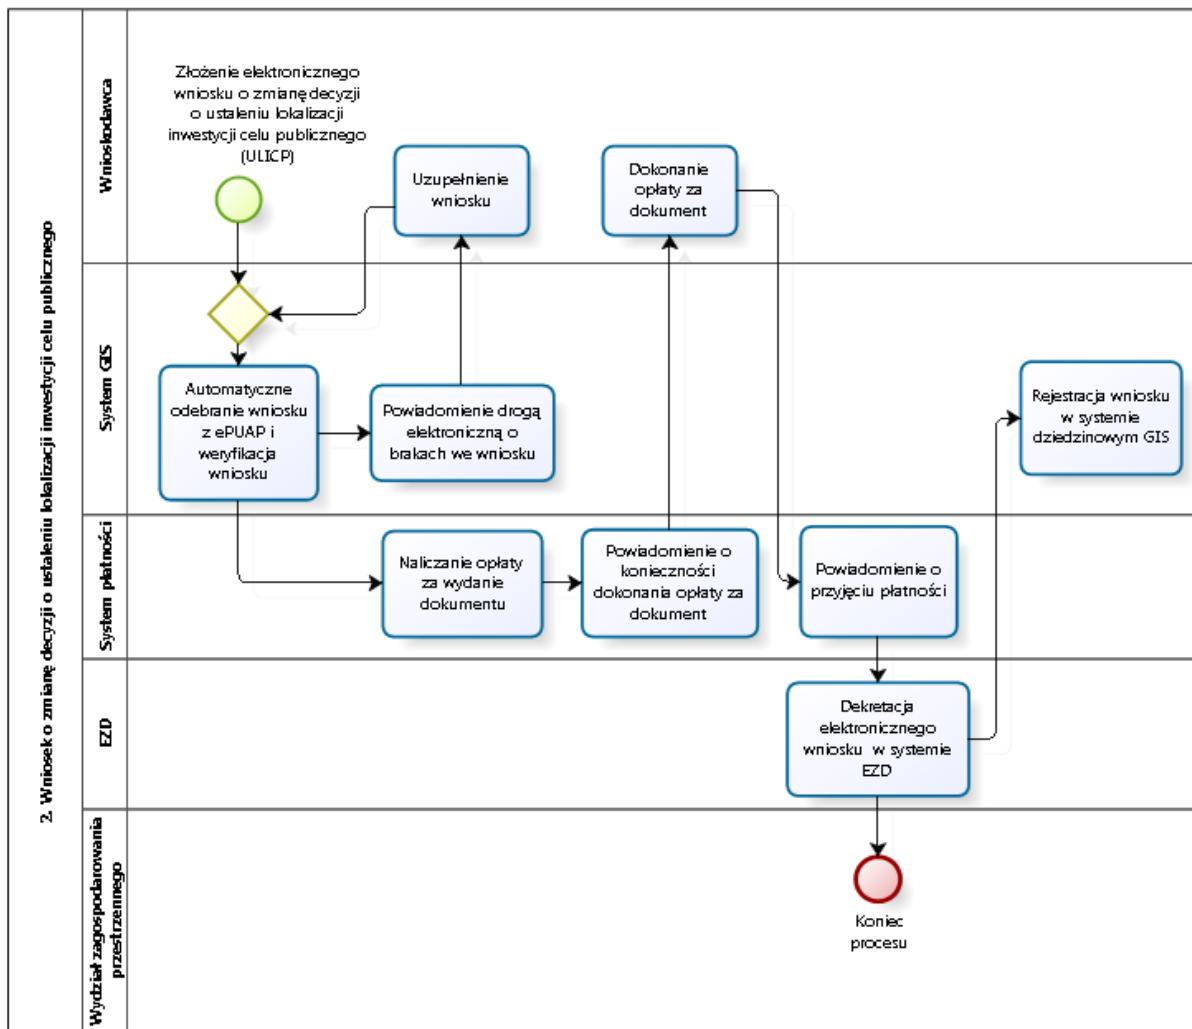 2. Wniosek o zmianę decyzji o ustaleniu lokalizacji inwestycji celu publicznego
Wnioskodawca
Złożenie elektronicznego
wniosku o zmianę decyzji
o ustaleniu lokalizacji
inwestycji celu publicznego
(ULICP)
Uzupełnienie
wniosku
Dokonanie
opłaty za
dokument
System GIS
Automatyczne
odebranie wniosku
z ePUAP i
weryfikacja
wniosku
Powiadomienie drogą
elektroniczną o
brakach we wniosku
Rejestracja wniosku
w systemie
dziedzinowym GIS
System płatności
Naliczanie opłaty
za wydanie
dokumentu
Powiadomienie o
konieczności
dokonania opłaty za
dokument
Powiadomienie o
przyjęciu płatności
EZD
Dekretacja
elektronicznego
wniosku w systemie
EZD
Wydział zagospodarowania
przestrzennego
Koniec
procesu